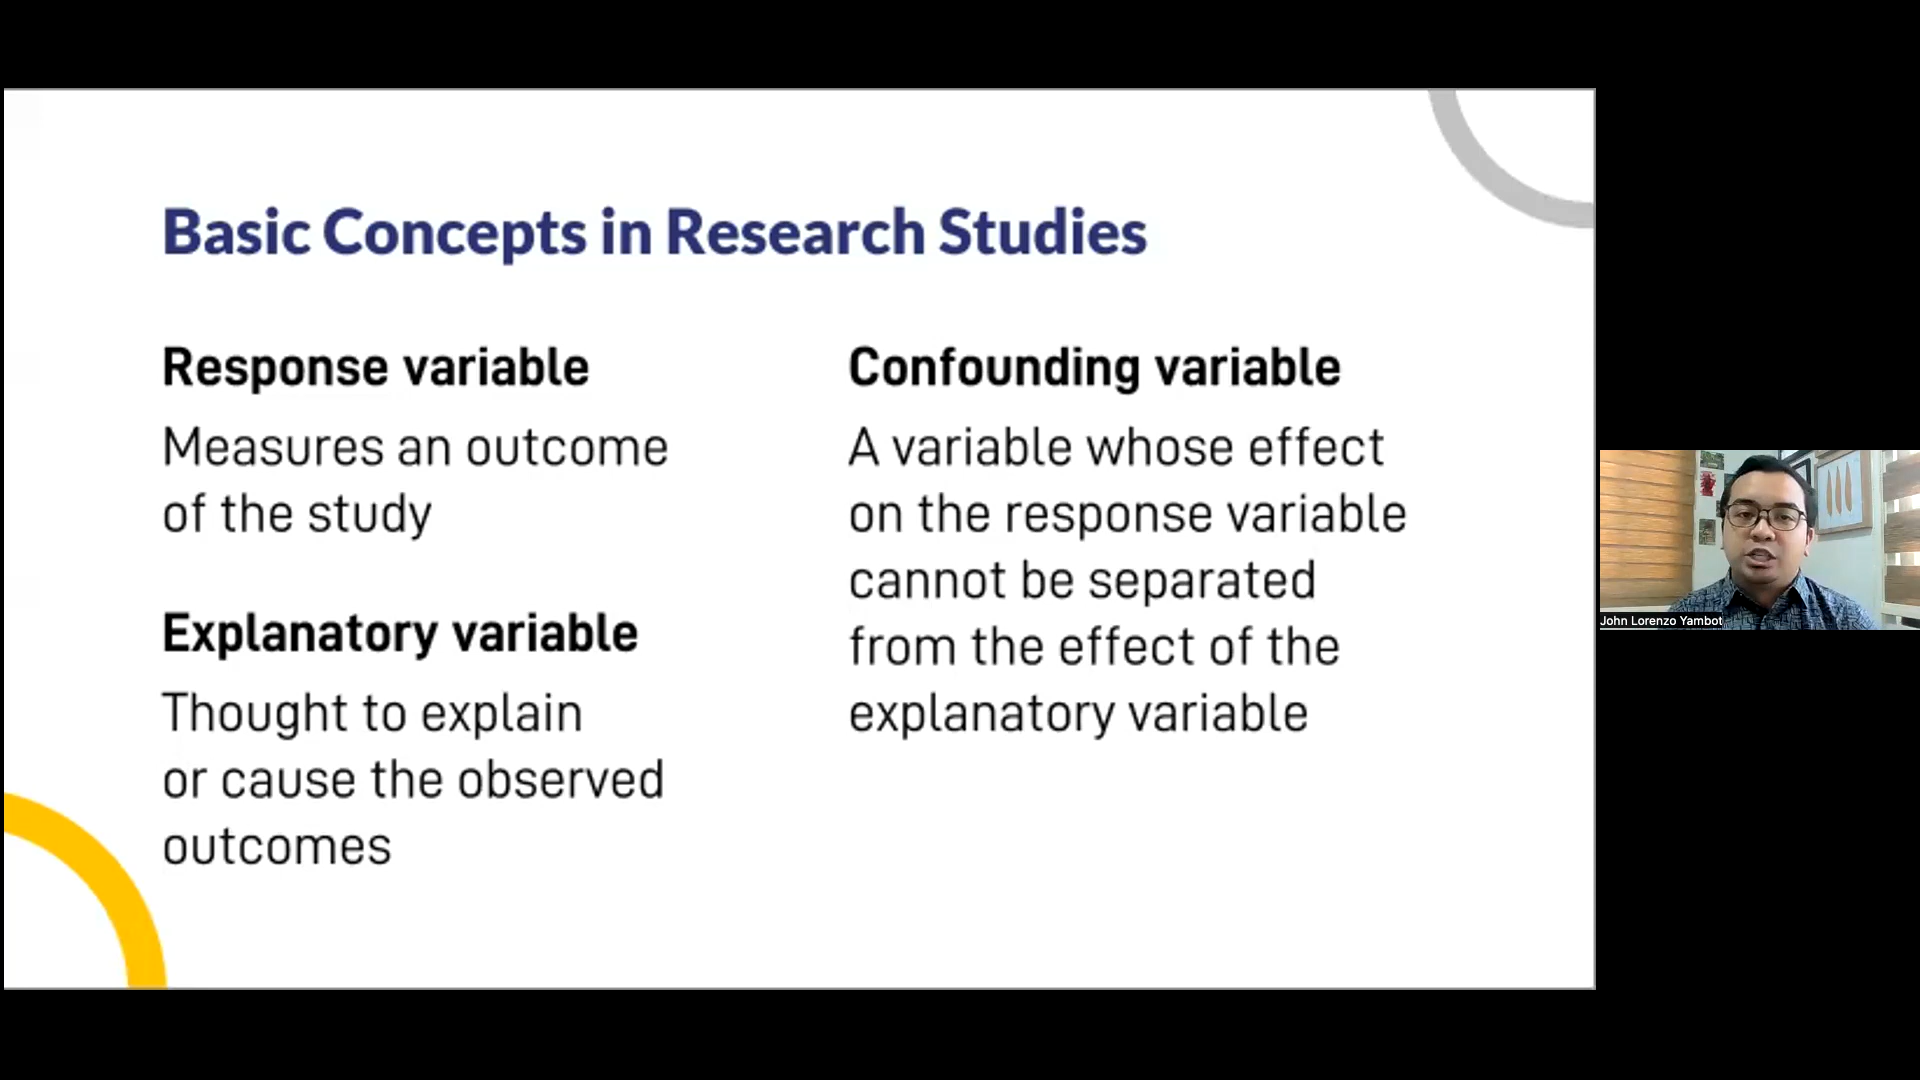 Basic Concepts in Research Studies
Response variable
Measures an outcome
of the study
Explanatory variable
Thought to explain
or cause the observed
outcomes
Confounding variable
A variable whose effect
on the response variable
cannot be separated
from the effect of the
explanatory variable
John Lorenzo Yambot